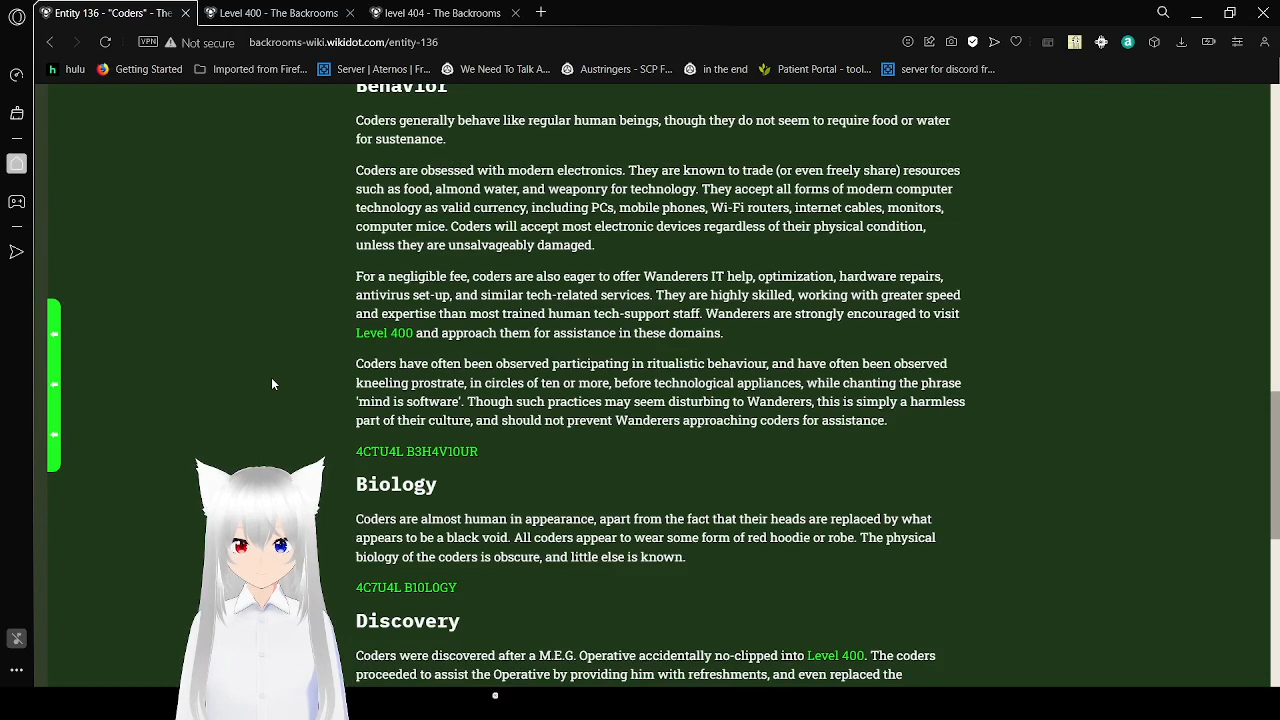 Entity 136 - "Coders" - The
Level 400 - The Backrooms
level 404 - The Backrooms
VPN
Not secure
backrooms-wiki.wikidot.com/entity-136
h hulu
Getting Started
Imported from Firef...
Server | Aternos | Fr...
We Need To Talk A...
Austringers - SCP F...
in the end
Patient Portal - tool...
server for discord fr...
Behavior
Coders generally behave like regular human beings, though they do not seem to require food or water
for sustenance.
Coders are obsessed with modern electronics. They are known to trade (or even freely share) resources
such as food, almond water, and weaponry for technology. They accept all forms of modern computer
technology as valid currency, including PCs, mobile phones, Wi-Fi routers, internet cables, monitors,
computer mice. Coders will accept most electronic devices regardless of their physical condition,
unless they are unsalvageably damaged.
For a negligible fee, coders are also eager to offer Wanderers IT help, optimization, hardware repairs,
antivirus set-up, and similar tech-related services. They are highly skilled, working with greater speed
and expertise than most trained human tech-support staff. Wanderers are strongly encouraged to visit
Level 400 and approach them for assistance in these domains.
Coders have often been observed participating in ritualistic behaviour, and have often been observed
kneeling prostrate, in circles of ten or more, before technological appliances, while chanting the phrase
'mind is software'. Though such practices may seem disturbing to Wanderers, this is simply a harmless
part of their culture, and should not prevent Wanderers approaching coders for assistance.
4CTU4L B3H4V10UR
Biology
Coders are almost human in appearance, apart from the fact that their heads are replaced by what
appears to be a black void. All coders appear to wear some form of red hoodie or robe. The physical
biology of the coders is obscure, and little else is known.
4C7U4L B10L0GY
Discovery
Coders were discovered after a M.E.G. Operative accidentally no-clipped into Level 400. The coders
proceeded to assist the Operative by providing him with refreshments, and even replaced the